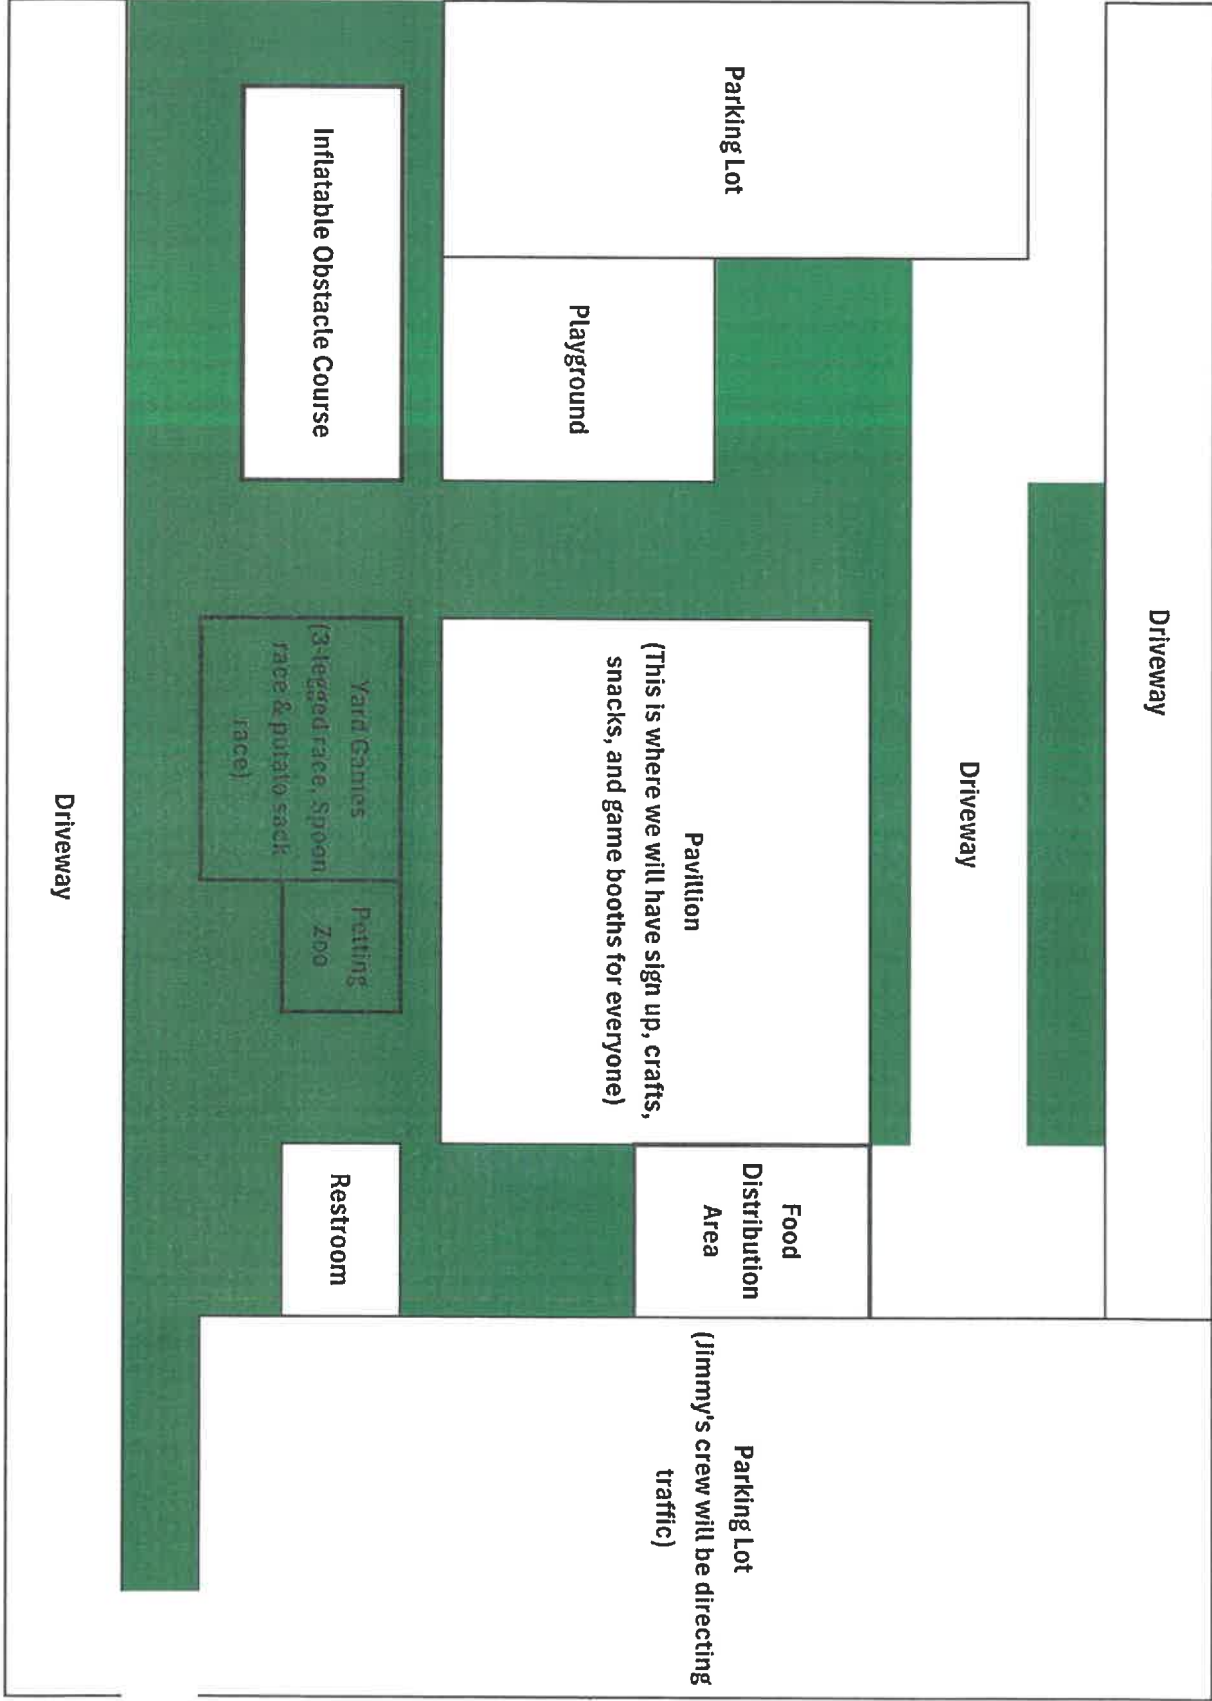 Driveway
Driveway
Parking Lot
Food
Distribution
Area
Parking Lot
(Jimmy's crew will be directing
traffic)
Pavillion
(This is where we will have sign up, crafts,
snacks, and game booths for everyone)
Playground
Inflatable Obstacle Course
Yard Games
(3-legged race, Spoon
race & potato sack
race)
Petting
Zoo
Restroom
Driveway